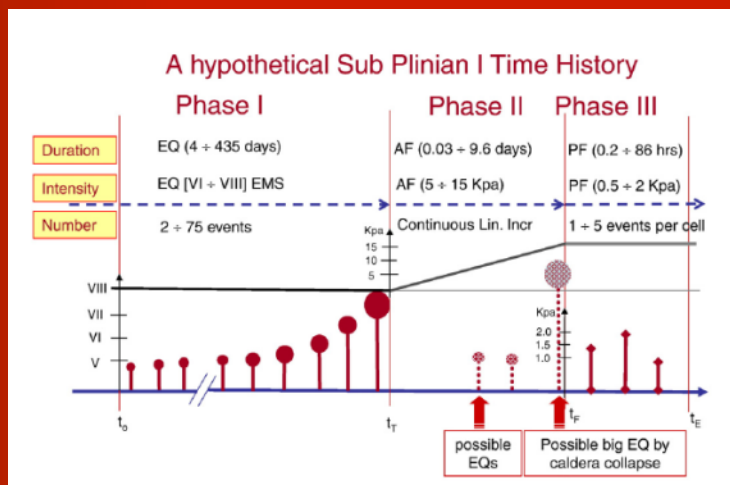 A hypothetical Sub Plinian I Time History
Phase I Phase II Phase III
Duration EQ (4 ÷ 435 days) AF (0.03 ÷ 9.6 days) PF (0.2 ÷ 86 hrs)
Intensity EQ [VI ÷ VIII] EMS AF (5 ÷ 15 Kpa) PF (0.5 ÷ 2 Kpa)
Number 2 ÷ 75 events Continuous Lin. Incr 1 ÷ 5 events per cell
Kpa
15
10
5
VIII
VII
VI
V
Kpa
2.0
1.5
1.0
t₀ t_T t_F t_E
possible
EQs
Possible big EQ by
caldera collapse